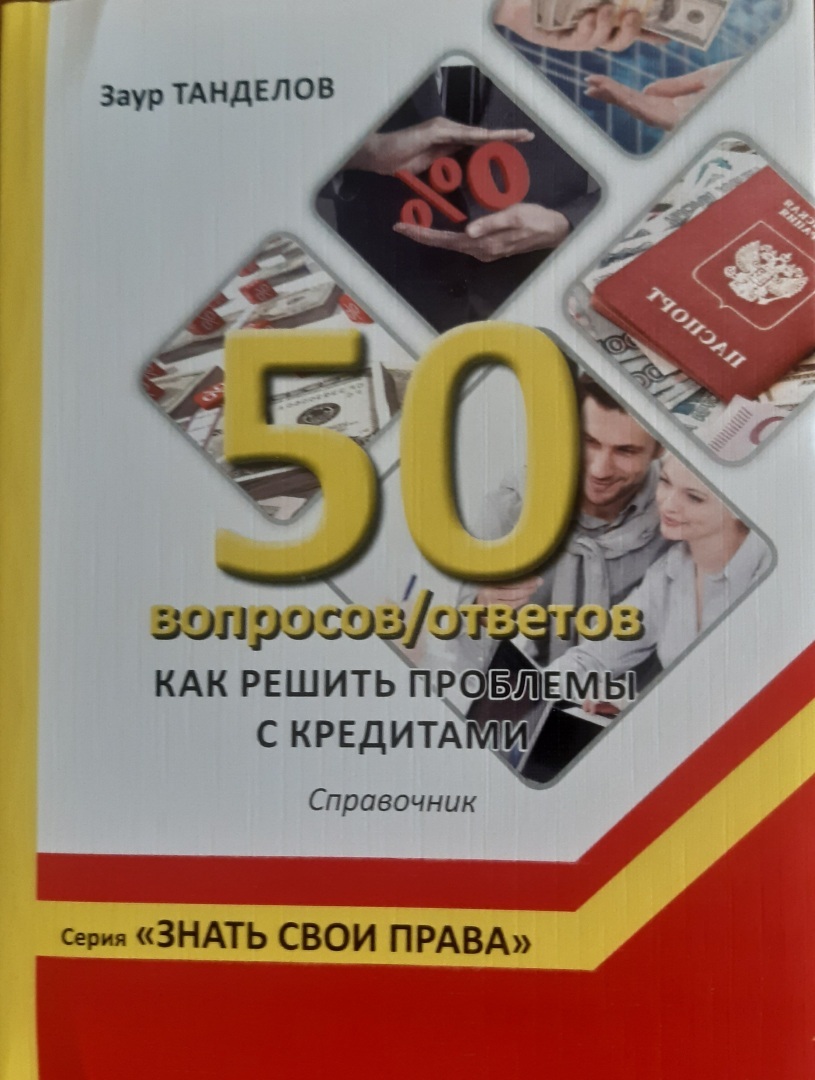 Заур ТАНДЕЛОВ
ПАСПОРТ
50
вопросов/ответов
КАК РЕШИТЬ ПРОБЛЕМЫ
С КРЕДИТАМИ
Справочник
Серия «ЗНАТЬ СВОИ ПРАВА»